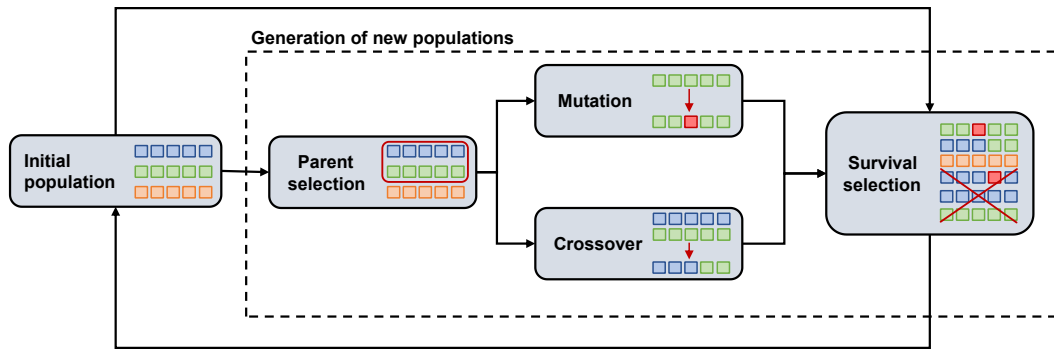 Generation of new populations
Initial
population
Parent
selection
Mutation
Crossover
Survival
selection